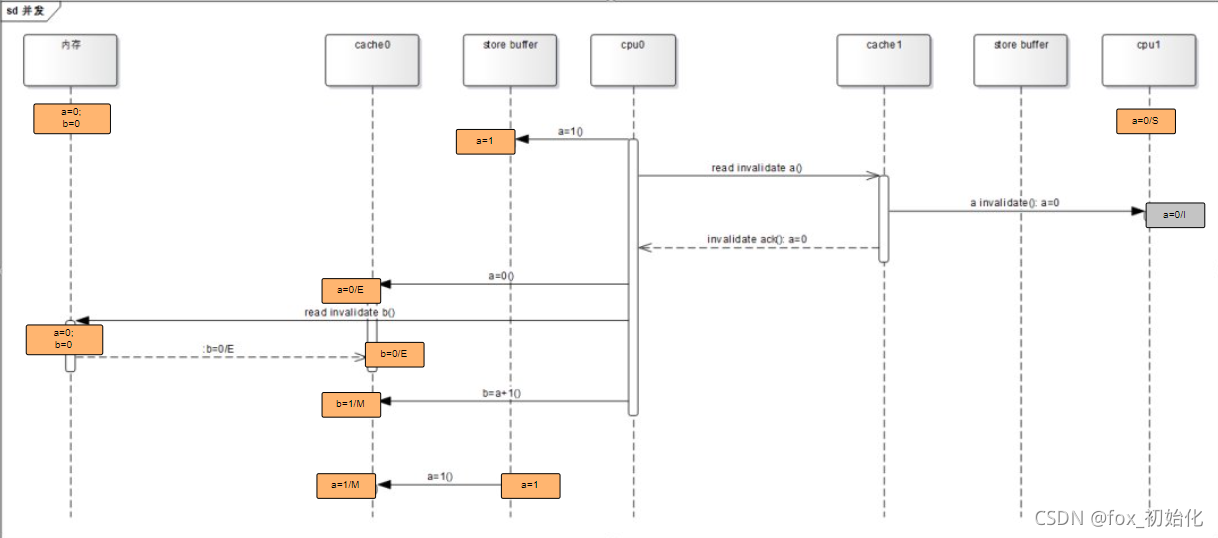 sd 并发
内存
cache0
store buffer
cpu0
cache1
store buffer
cpu1
a=0;
b=0
a=0/S
a=1
a=1()
read invalidate a()
a invalidate(): a=0
a=0/I
invalidate ack(): a=0
a=0()
a=0/E
read invalidate b()
a=0;
b=0
:b=0/E
b=0/E
b=a+1()
b=1/M
a=1/M
a=1()
a=1
CSDN @fox_初始化